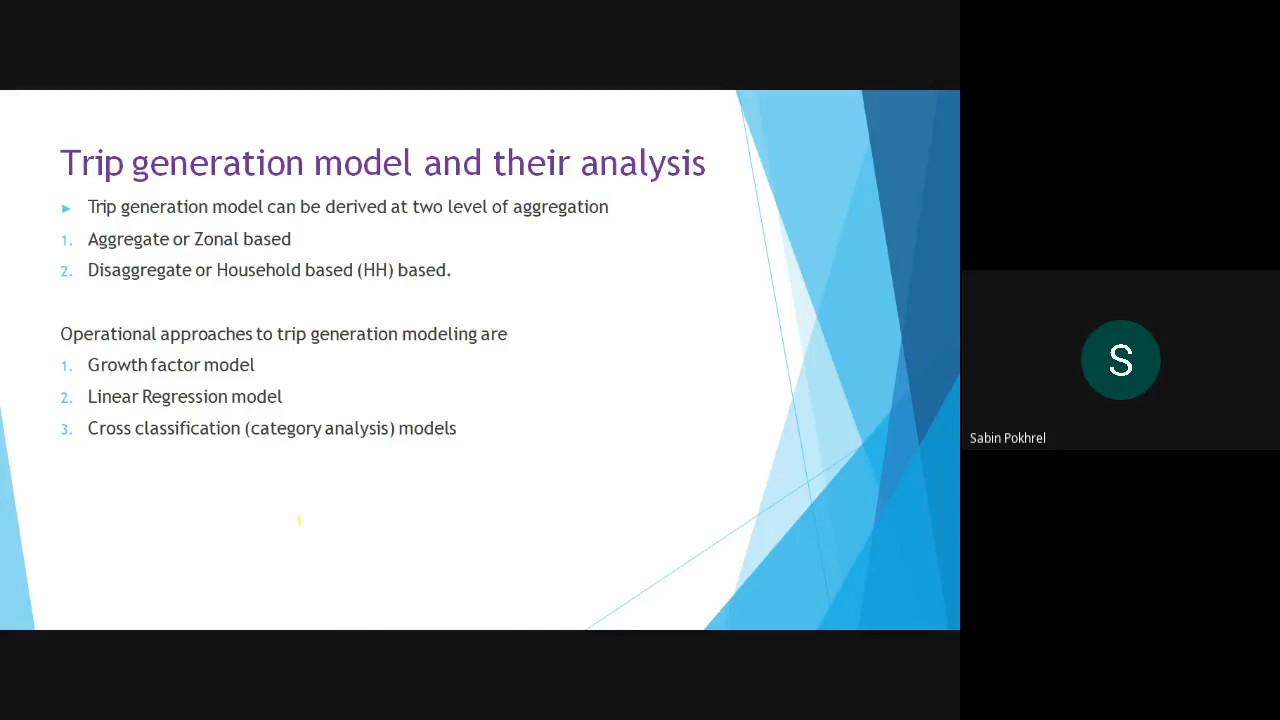 Trip generation model and their analysis
Trip generation model can be derived at two level of aggregation
1. Aggregate or Zonal based
2. Disaggregate or Household based (HH) based.
Operational approaches to trip generation modeling are
1. Growth factor model
2. Linear Regression model
3. Cross classification (category analysis) models
S
Sabin Pokhrel